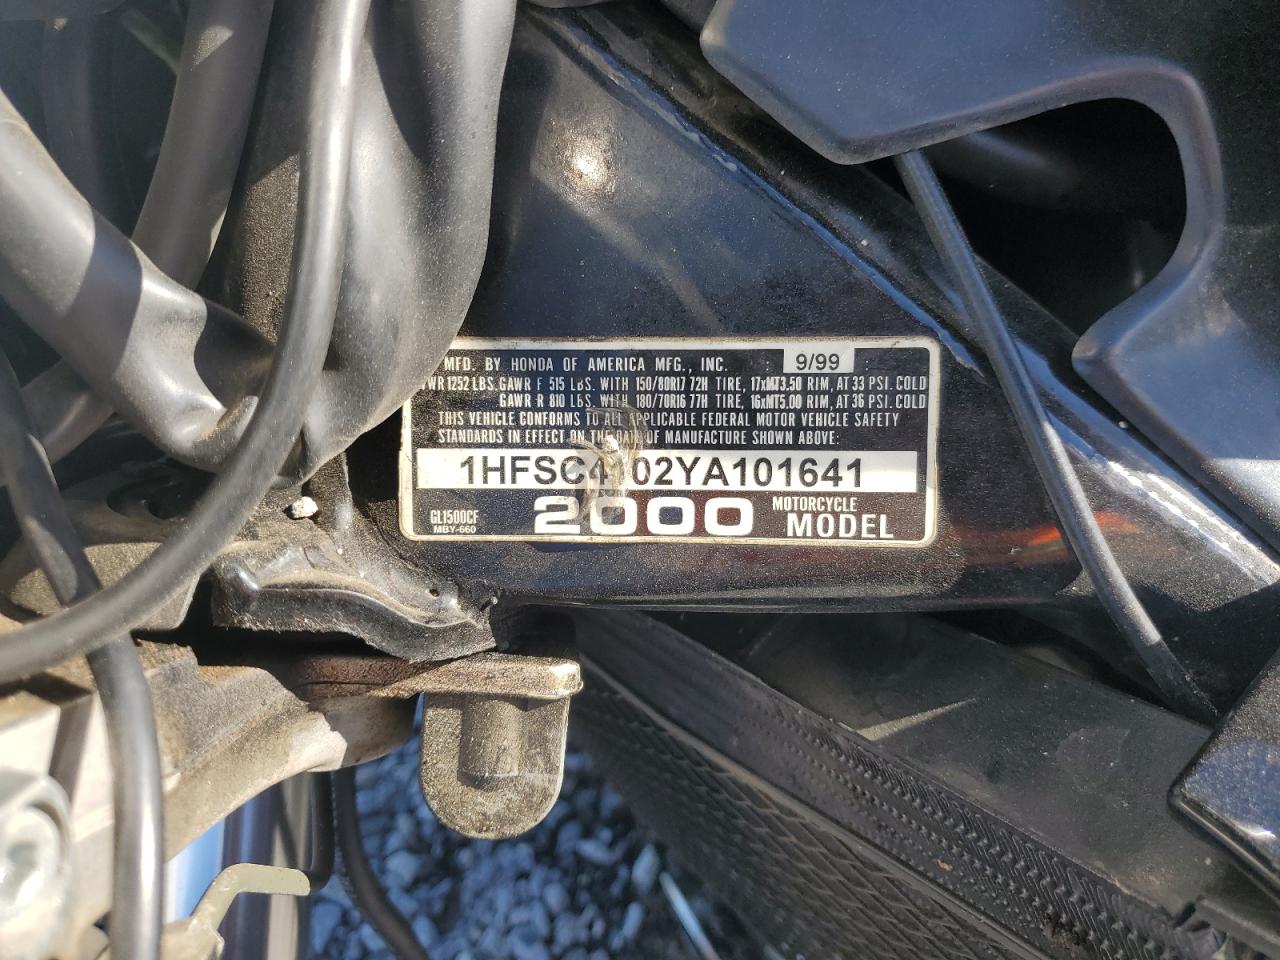 MFD. BY HONDA OF AMERICA MFG., INC. 9/99
WR 1252 LBS. GAWR F 515 LBS. WITH 150/80R17 72H TIRE, 17xMT3.50 RIM, AT 33 PSI. COLD
GAWR R 810 LBS. WITH 180/70R16 77H TIRE, 16xMT5.00 RIM, AT 36 PSI. COLD
THIS VEHICLE CONFORMS TO ALL APPLICABLE FEDERAL MOTOR VEHICLE SAFETY
STANDARDS IN EFFECT ON THE DATE OF MANUFACTURE SHOWN ABOVE:
GL1500CF 2000 MOTORCYCLE
MBY-660 MODEL